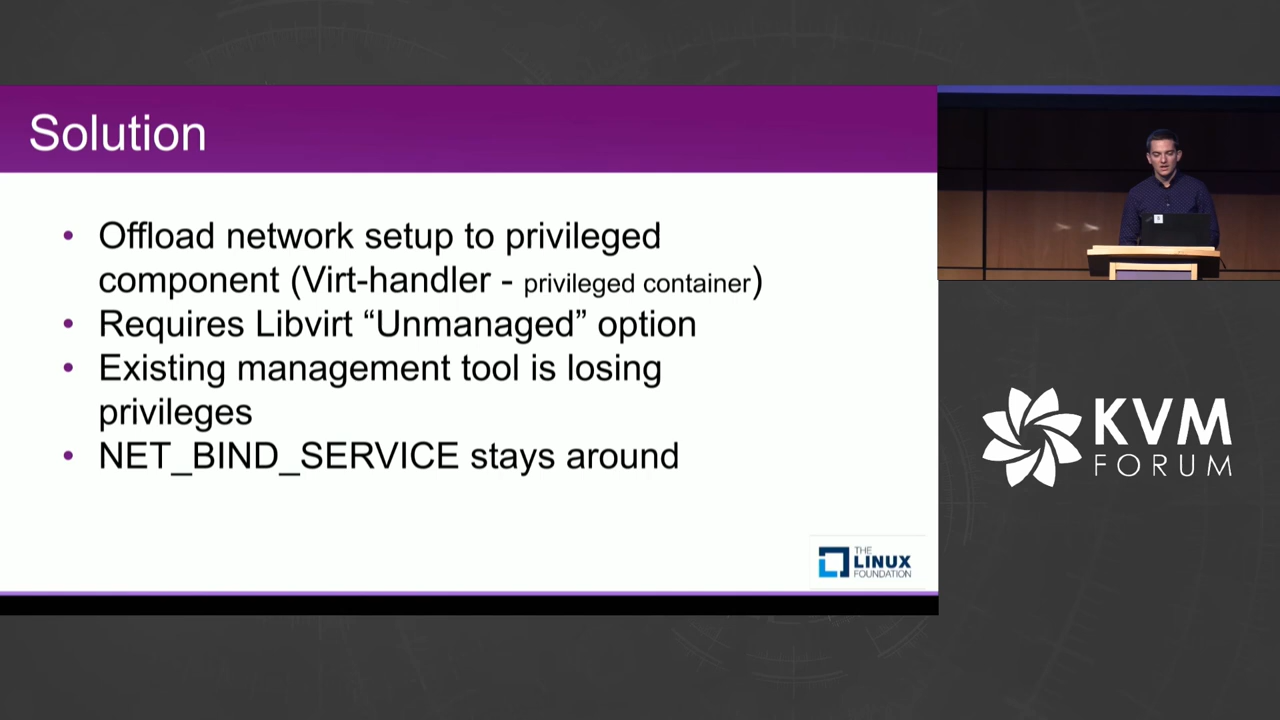 Solution
• Offload network setup to privileged
component (Virt-handler - privileged container)
• Requires Libvirt “Unmanaged” option
• Existing management tool is losing
privileges
• NET_BIND_SERVICE stays around
THE
LINUX
FOUNDATION
KVM
FORUM